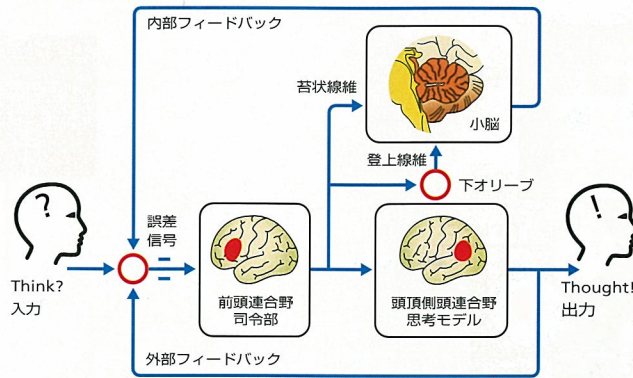 内部フィードバック
苔状線維
小脳
登上線維
下オリーブ
?
!
誤差
信号
Think?
入力
前頭連合野
司令部
頭頂側頭連合野
思考モデル
Thought!
出力
外部フィードバック